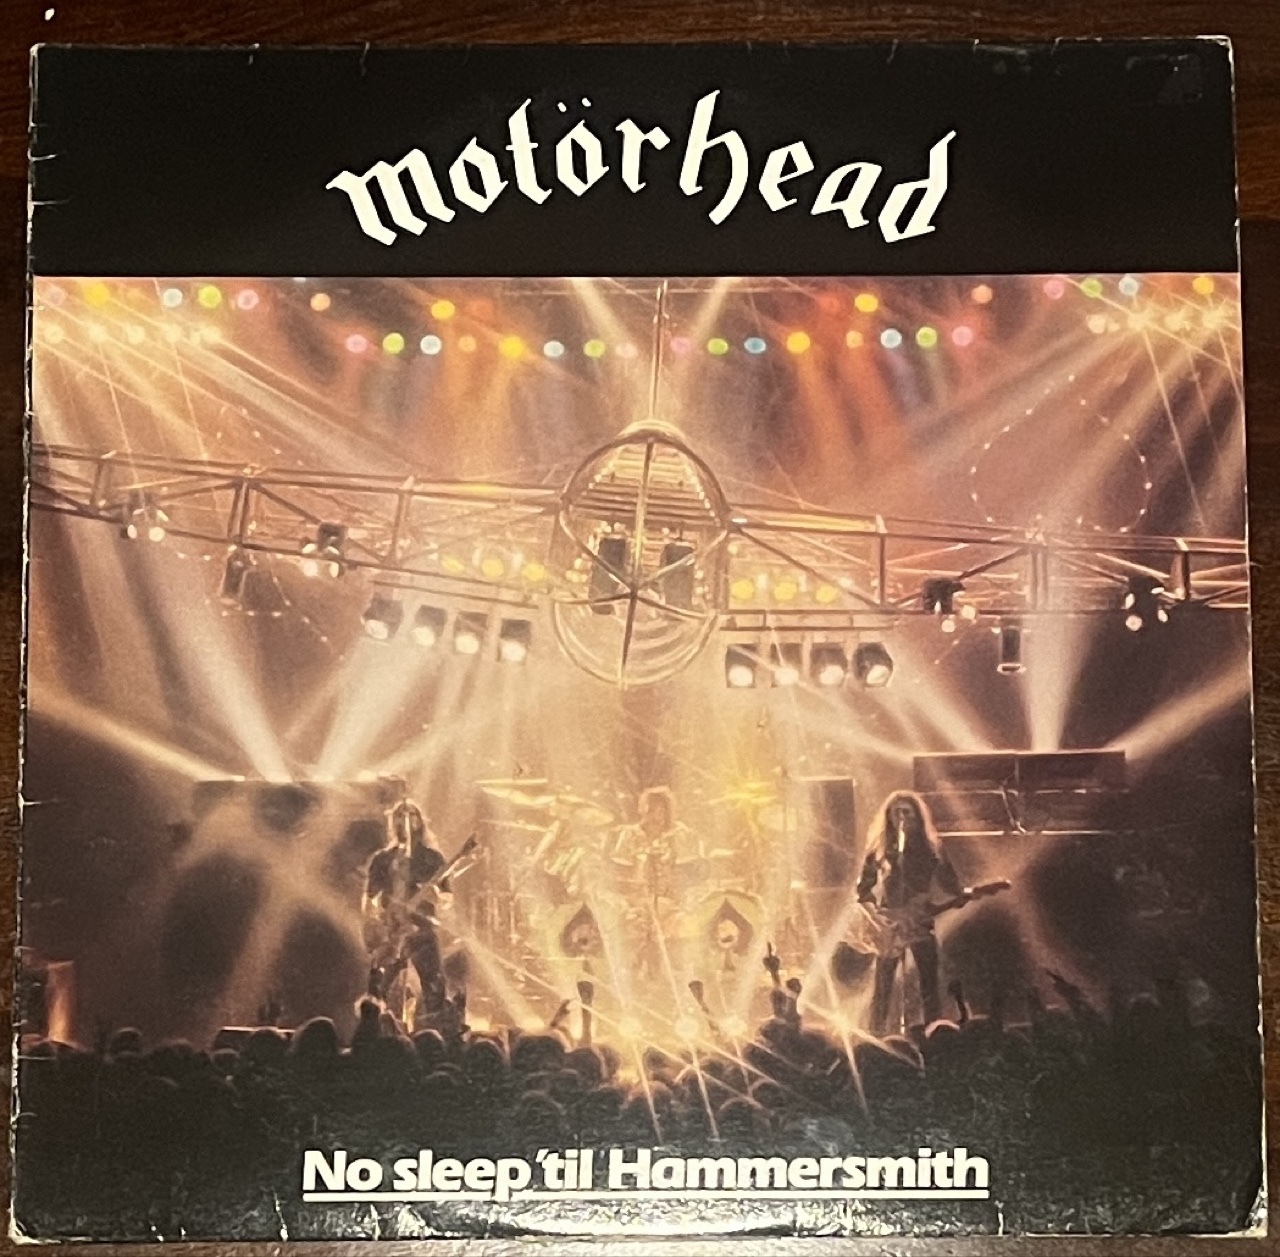 motörhead
No sleep 'til Hammersmith